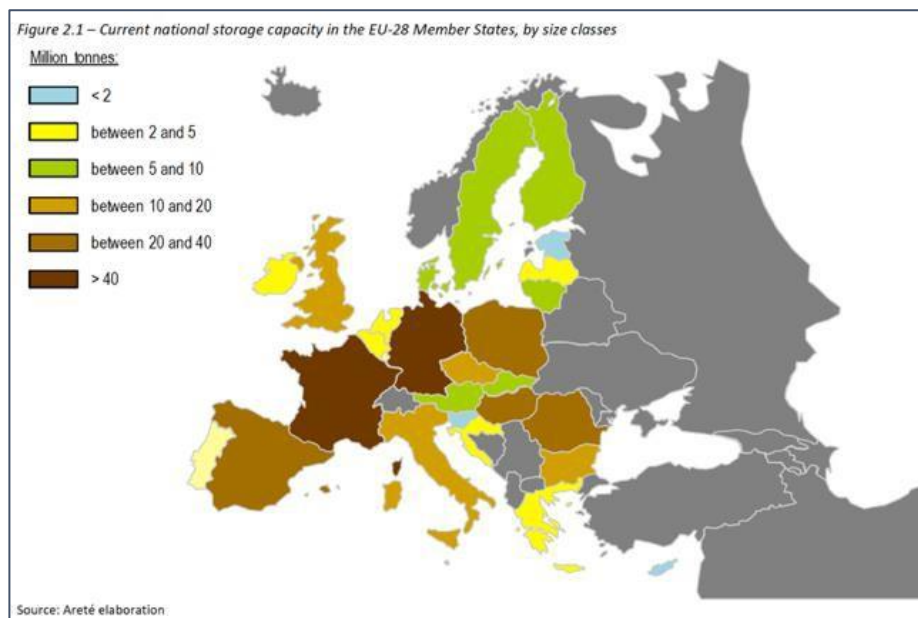 Figure 2.1 – Current national storage capacity in the EU-28 Member States, by size classes
Million tonnes:
< 2
between 2 and 5
between 5 and 10
between 10 and 20
between 20 and 40
> 40
Source: Areté elaboration